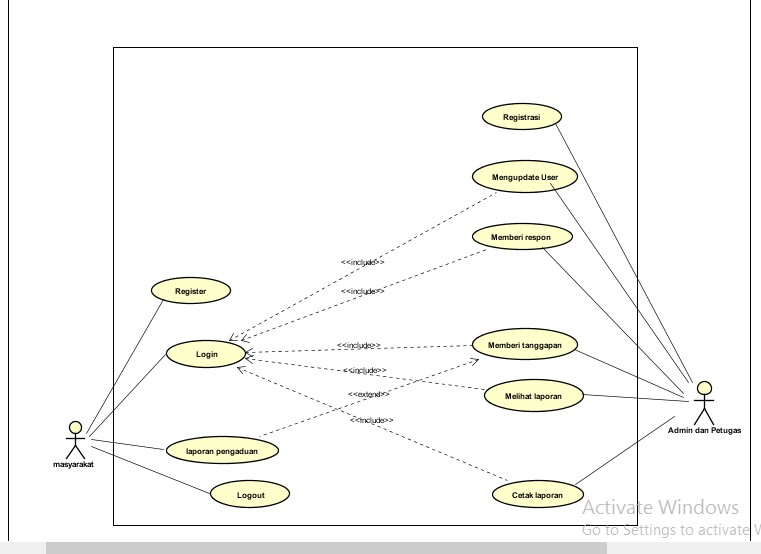 Registrasi
Mengupdate User
Memberi respon
<<include>>
<<include>>
Register
Login
<<include>>
Memberi tanggapan
<<include>>
<<extend>>
Melihat laporan
<<include>>
Admin dan Petugas
laporan pengaduan
masyarakat
Logout
Cetak laporan
Activate Windows
Go to Settings to activate W